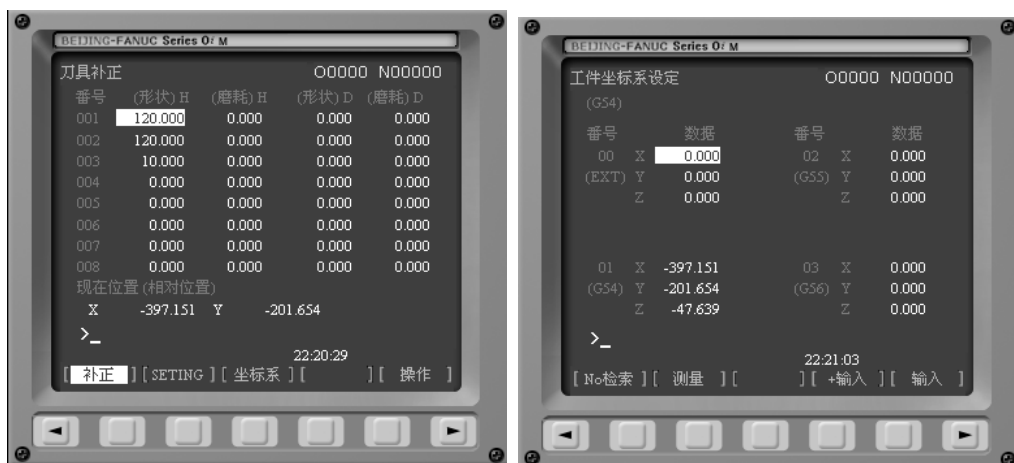 BEIJING-FANUC Series 0i M
刀具补正 O0000 N00000
番号 (形状) H (磨耗) H (形状) D (磨耗) D
001 120.000 0.000 0.000 0.000
002 120.000 0.000 0.000 0.000
003 10.000 0.000 0.000 0.000
004 0.000 0.000 0.000 0.000
005 0.000 0.000 0.000 0.000
006 0.000 0.000 0.000 0.000
007 0.000 0.000 0.000 0.000
008 0.000 0.000 0.000 0.000
现在位置 (相对位置)
X -397.151 Y -201.654
>_
22:20:29
[ 补正 ] [ SETING ] [ 坐标系 ] [ ] [ 操作 ]
BEIJING-FANUC Series 0i M
工件坐标系设定 O0000 N00000
(G54)
番号 数据 番号 数据
00 X 0.000 02 X 0.000
(EXT) Y 0.000 (G55) Y 0.000
Z 0.000 Z 0.000
01 X -397.151 03 X 0.000
(G54) Y -201.654 (G56) Y 0.000
Z -47.639 Z 0.000
>_
22:21:03
[ No检索 ] [ 测量 ] [ ] [ +输入 ] [ 输入 ]